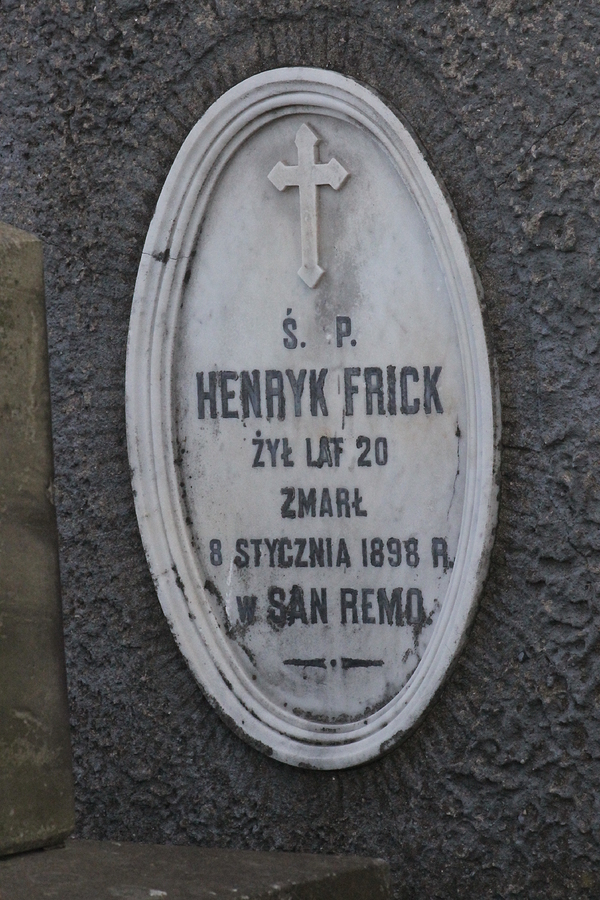 Ś. P.
HENRYK FRICK
ŻYŁ LAT 20
ZMARŁ
8 STYCZNIA 1898 R.
W SAN REMO.